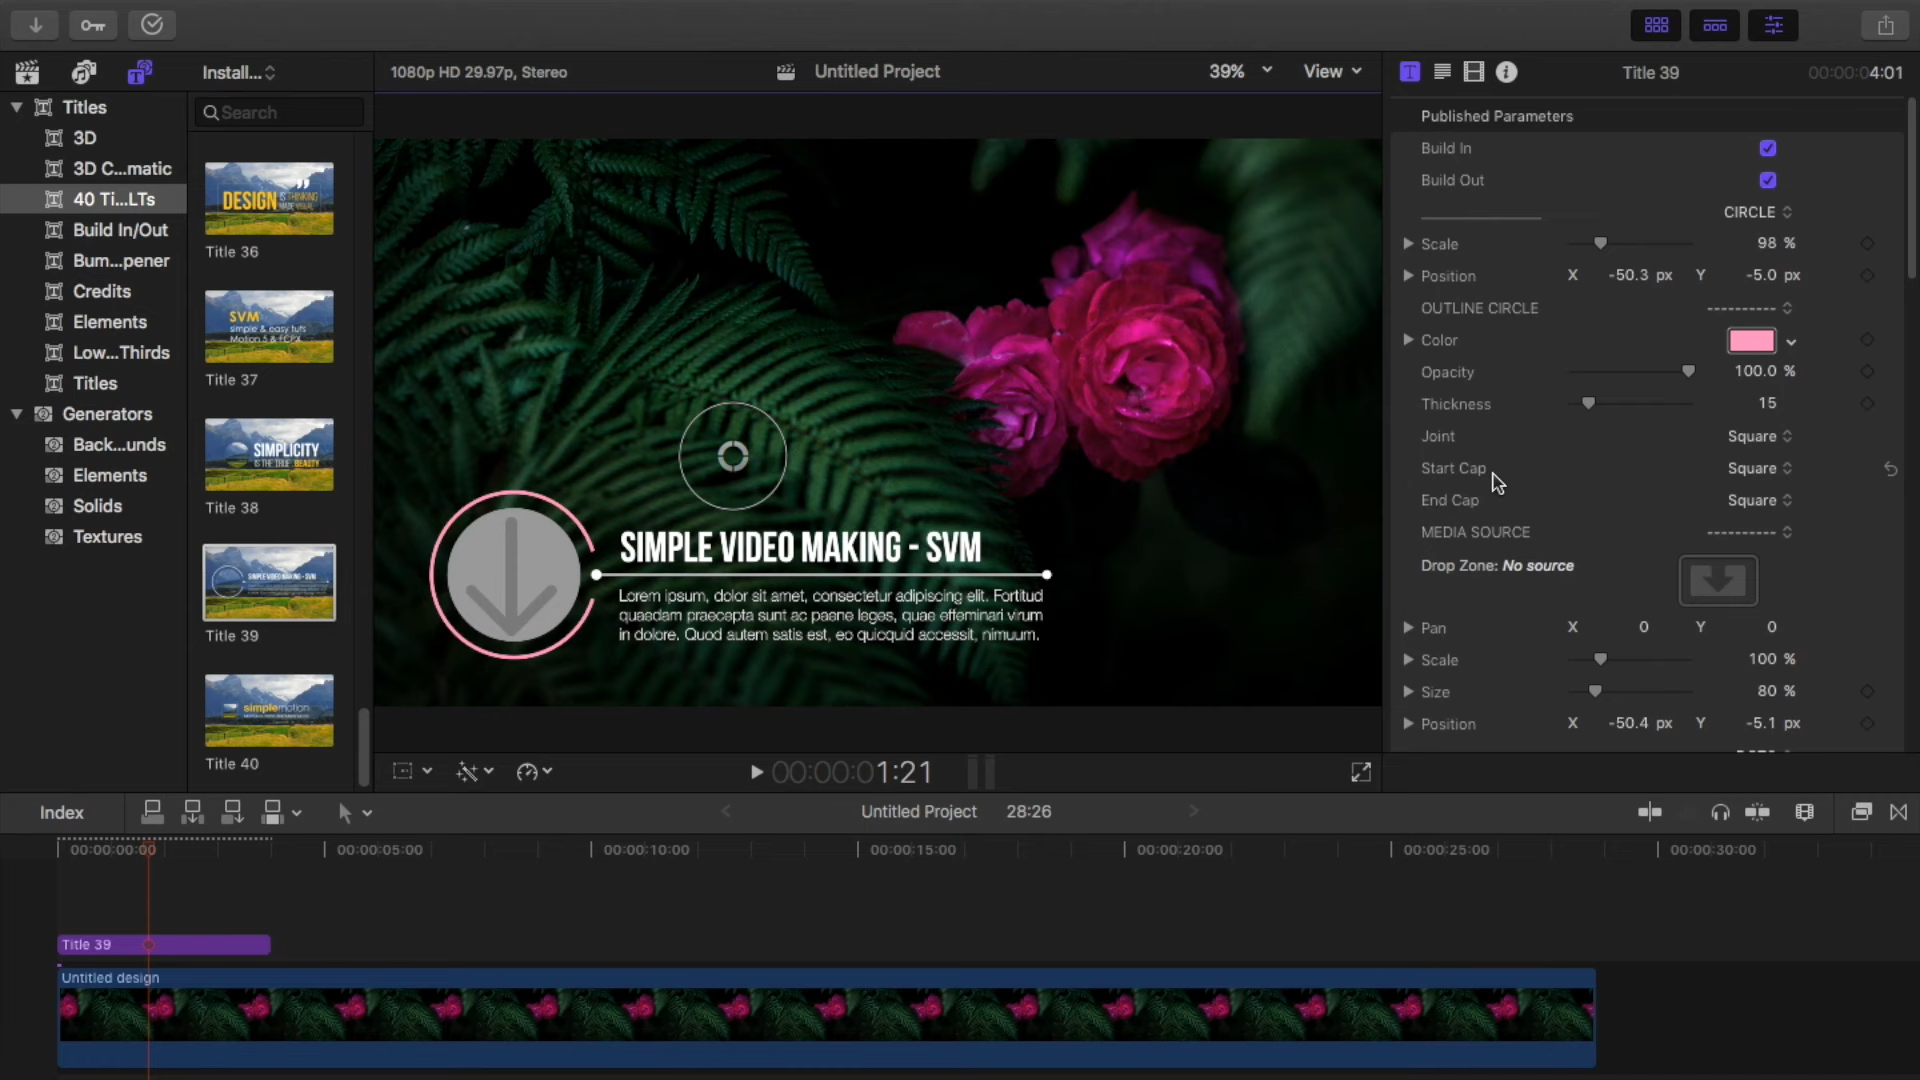 Install...
1080p HD 29.97p, Stereo
Untitled Project
39%
View
Title 39
00:00:04:01
Titles
3D
3D C...matic
40 Ti...LTs
Build In/Out
Bum...pener
Credits
Elements
Low...Thirds
Titles
Generators
Back...unds
Elements
Solids
Textures
Search
DESIGN IS THINKING
MADE VISUAL
Title 36
SVM
simple & easy tuts
Motion 5 & FCPX
Title 37
SIMPLICITY
IS THE TRUE BEAUTY
Title 38
SIMPLE VIDEO MAKING - SVM
Title 39
simplemotion
Title 40
SIMPLE VIDEO MAKING - SVM
Lorem ipsum, dolor sit amet, consectetur adipiscing elit. Fortitud
quaedam praecepta sunt ac paene leges, quae effeminari virum
in dolore. Quod autem satis est, eo quicquid accessit, nimuum.
Published Parameters
Build In
Build Out
CIRCLE
Scale 98 %
Position X -50.3 px Y -5.0 px
OUTLINE CIRCLE ----------
Color
Opacity 100.0 %
Thickness 15
Joint Square
Start Cap Square
End Cap Square
MEDIA SOURCE ----------
Drop Zone: No source
Pan X 0 Y 0
Scale 100 %
Size 80 %
Position X -50.4 px Y -5.1 px
00:00:01:21
Index
Untitled Project 28:26
00:00:00:00 00:00:05:00 00:00:10:00 00:00:15:00 00:00:20:00 00:00:25:00 00:00:30:00
Title 39
Untitled design